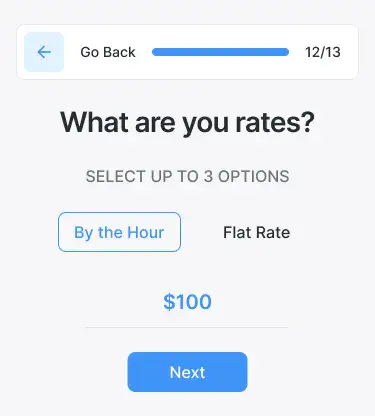 Go Back 12/13
What are you rates?
SELECT UP TO 3 OPTIONS
By the Hour Flat Rate
$100
Next